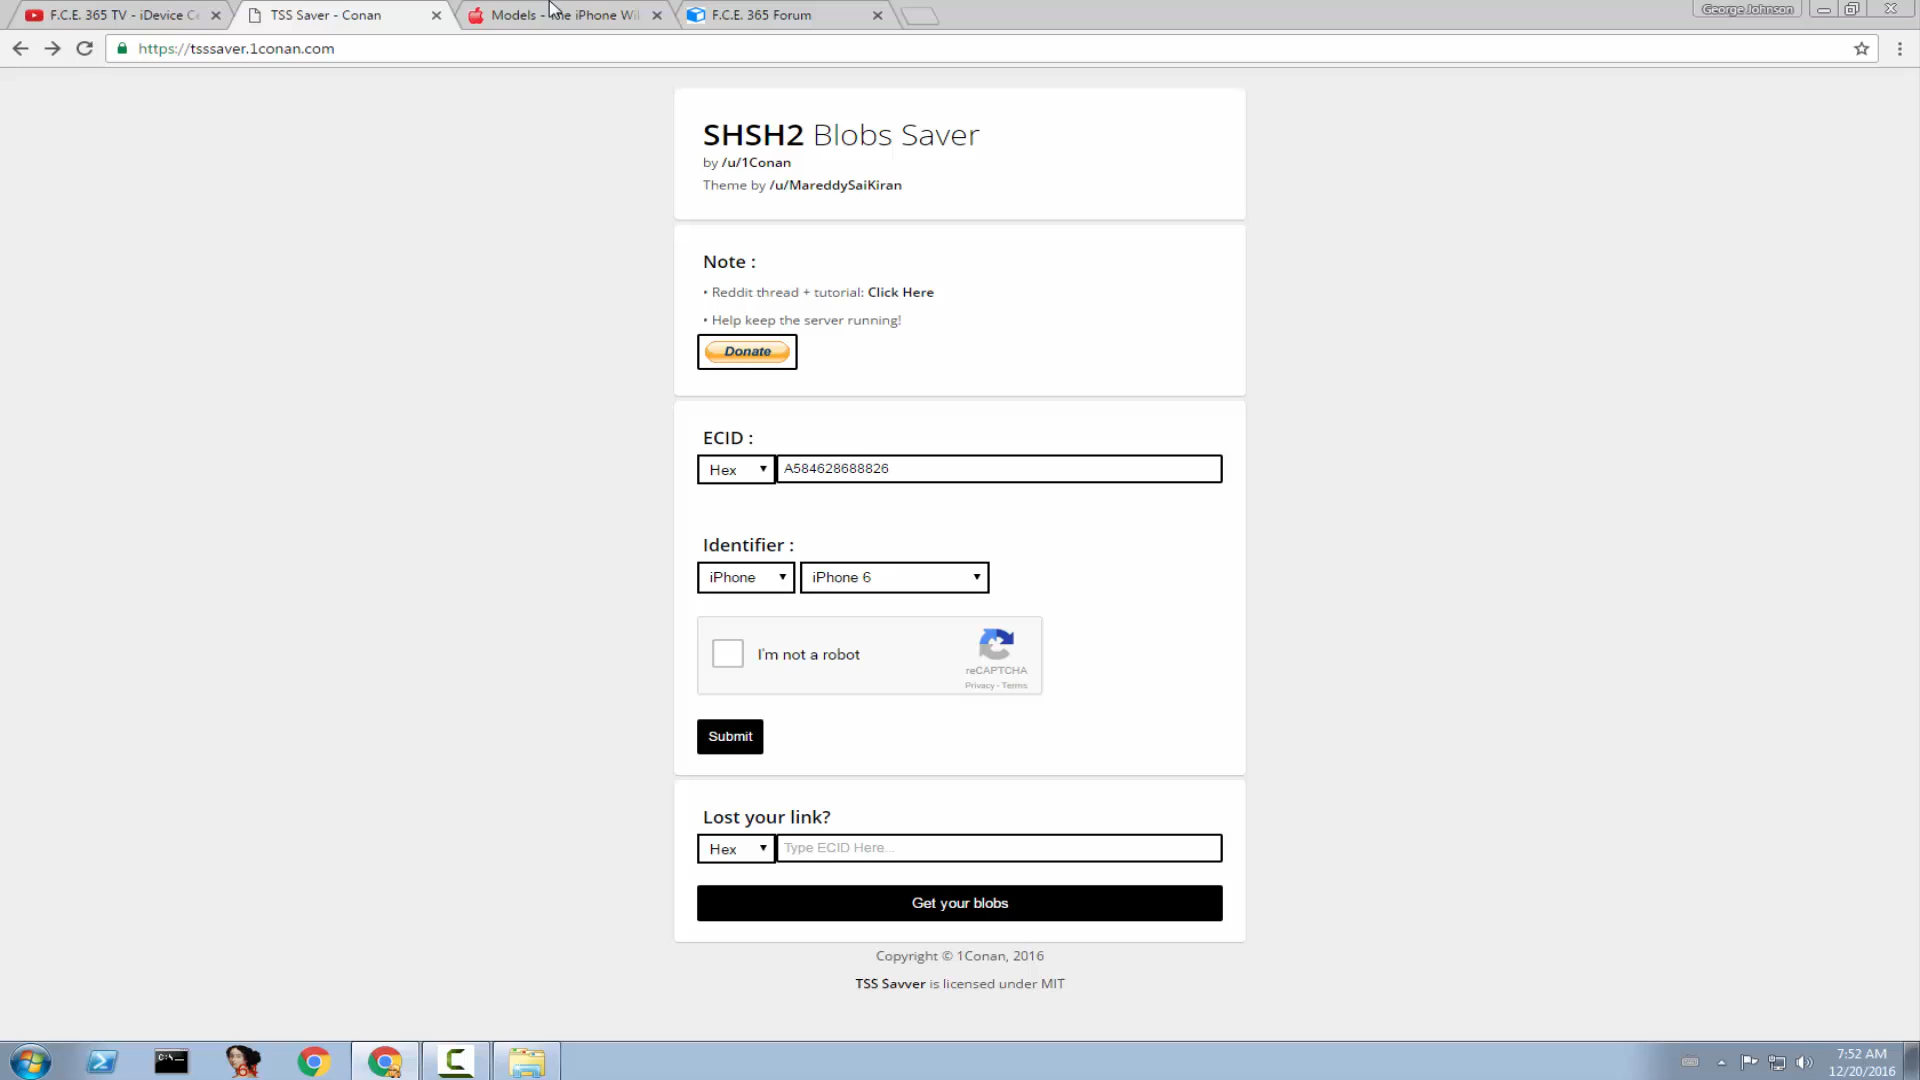 F.C.E. 365 TV - iDevice Ce
TSS Saver - Conan
Models - The iPhone Wi
F.C.E. 365 Forum
George Johnson
https://tsssaver.1conan.com
SHSH2 Blobs Saver
by /u/1Conan
Theme by /u/MareddySaiKiran
Note :
• Reddit thread + tutorial: Click Here
• Help keep the server running!
Donate
ECID :
Hex
A584628688826
Identifier :
iPhone
iPhone 6
I'm not a robot
reCAPTCHA
Privacy - Terms
Submit
Lost your link?
Hex
Type ECID Here...
Get your blobs
Copyright © 1Conan, 2016
TSS Savver is licensed under MIT
C:\
7:52 AM
12/20/2016